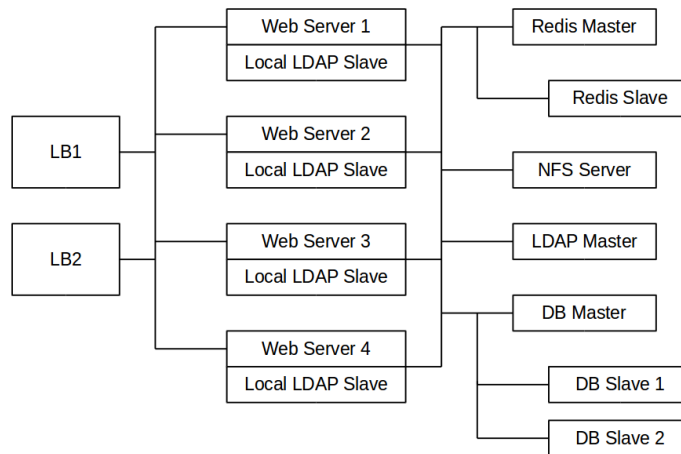 LB1
LB2
Web Server 1
Local LDAP Slave
Web Server 2
Local LDAP Slave
Web Server 3
Local LDAP Slave
Web Server 4
Local LDAP Slave
Redis Master
Redis Slave
NFS Server
LDAP Master
DB Master
DB Slave 1
DB Slave 2